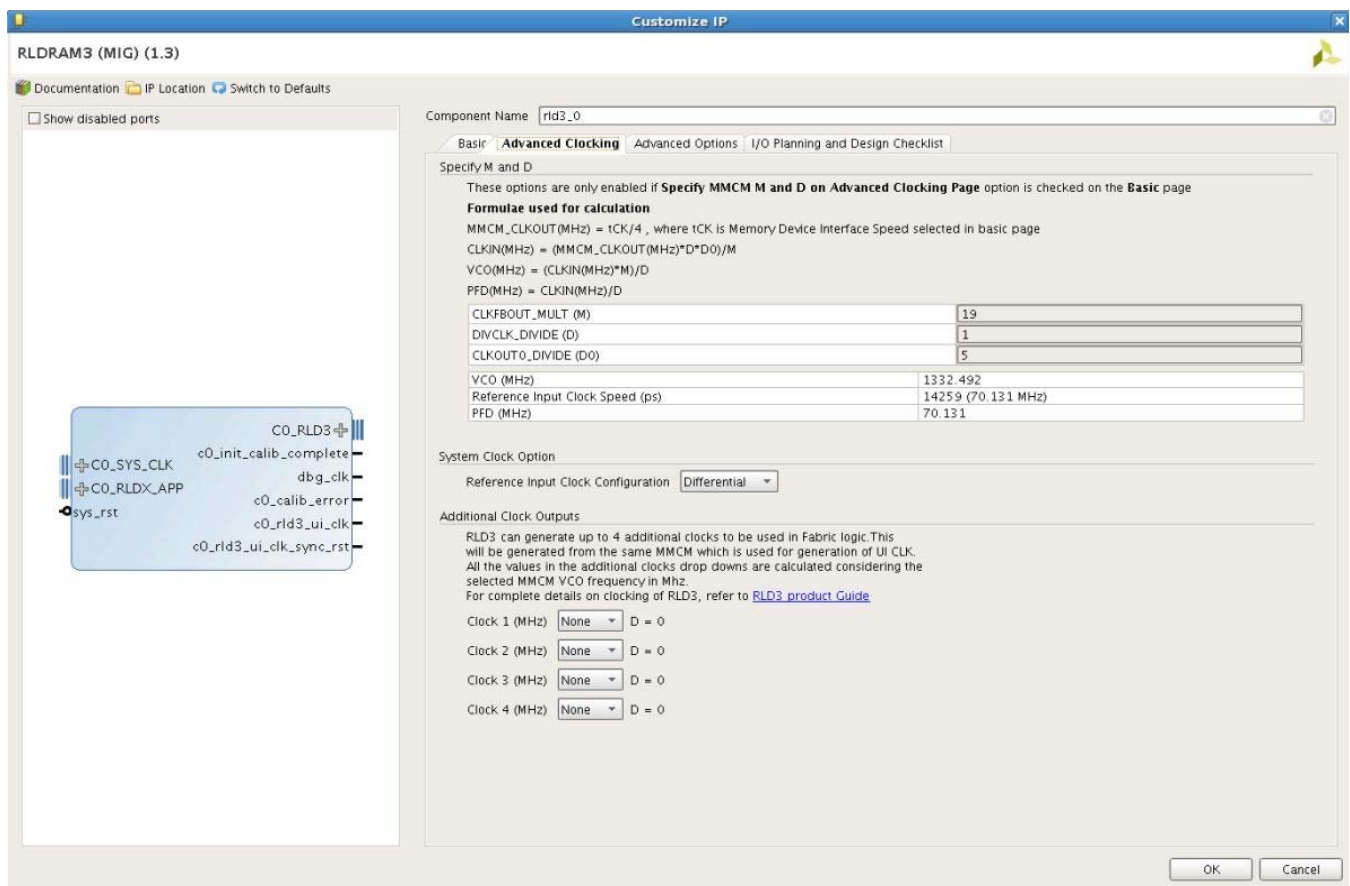 Customize IP
RLDRAM3 (MIG) (1.3)
Documentation IP Location Switch to Defaults
Show disabled ports
C0_SYS_CLK
C0_RLDX_APP
sys_rst
C0_RLD3
c0_init_calib_complete
dbg_clk
c0_calib_error
c0_rld3_ui_clk
c0_rld3_ui_clk_sync_rst
Component Name rld3_0
Basic Advanced Clocking Advanced Options I/O Planning and Design Checklist
Specify M and D
These options are only enabled if Specify MMCM M and D on Advanced Clocking Page option is checked on the Basic page
Formulae used for calculation
MMCM_CLKOUT(MHz) = tCK/4 , where tCK is Memory Device Interface Speed selected in basic page
CLKIN(MHz) = (MMCM_CLKOUT(MHz)*D*D0)/M
VCO(MHz) = (CLKIN(MHz)*M)/D
PFD(MHz) = CLKIN(MHz)/D
CLKFBOUT_MULT (M) 19
DIVCLK_DIVIDE (D) 1
CLKOUT0_DIVIDE (D0) 5
VCO (MHz) 1332.492
Reference Input Clock Speed (ps) 14259 (70.131 MHz)
PFD (MHz) 70.131
System Clock Option
Reference Input Clock Configuration Differential
Additional Clock Outputs
RLD3 can generate up to 4 additional clocks to be used in Fabric logic.This
will be generated from the same MMCM which is used for generation of UI CLK.
All the values in the additional clocks drop downs are calculated considering the
selected MMCM VCO frequency in Mhz.
For complete details on clocking of RLD3, refer to RLD3 product Guide
Clock 1 (MHz) None D = 0
Clock 2 (MHz) None D = 0
Clock 3 (MHz) None D = 0
Clock 4 (MHz) None D = 0
OK Cancel